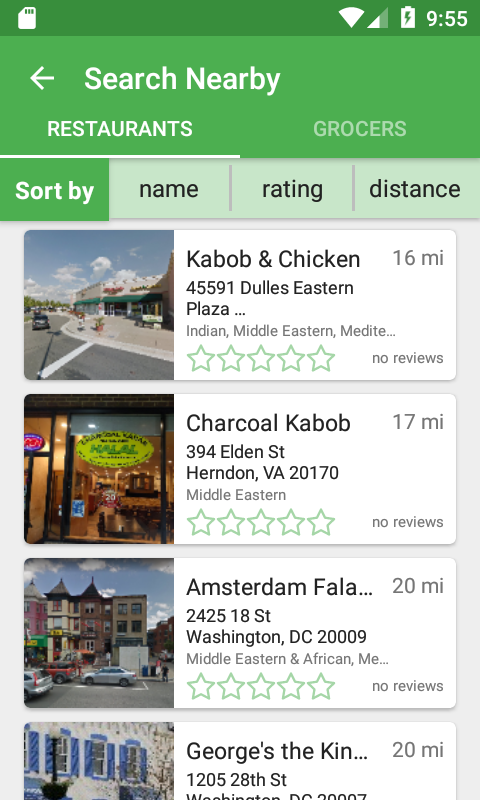 9:55
Search Nearby
RESTAURANTS GROCERS
Sort by name rating distance
Kabob & Chicken 16 mi
45591 Dulles Eastern
Plaza …
Indian, Middle Eastern, Medite…
no reviews
Charcoal Kabob 17 mi
394 Elden St
Herndon, VA 20170
Middle Eastern
no reviews
CHARCOAL KABAB
HALAL
Amsterdam Fala… 20 mi
2425 18 St
Washington, DC 20009
Middle Eastern & African, Me…
no reviews
George's the Kin… 20 mi
1205 28th St
Washington, DC 20007